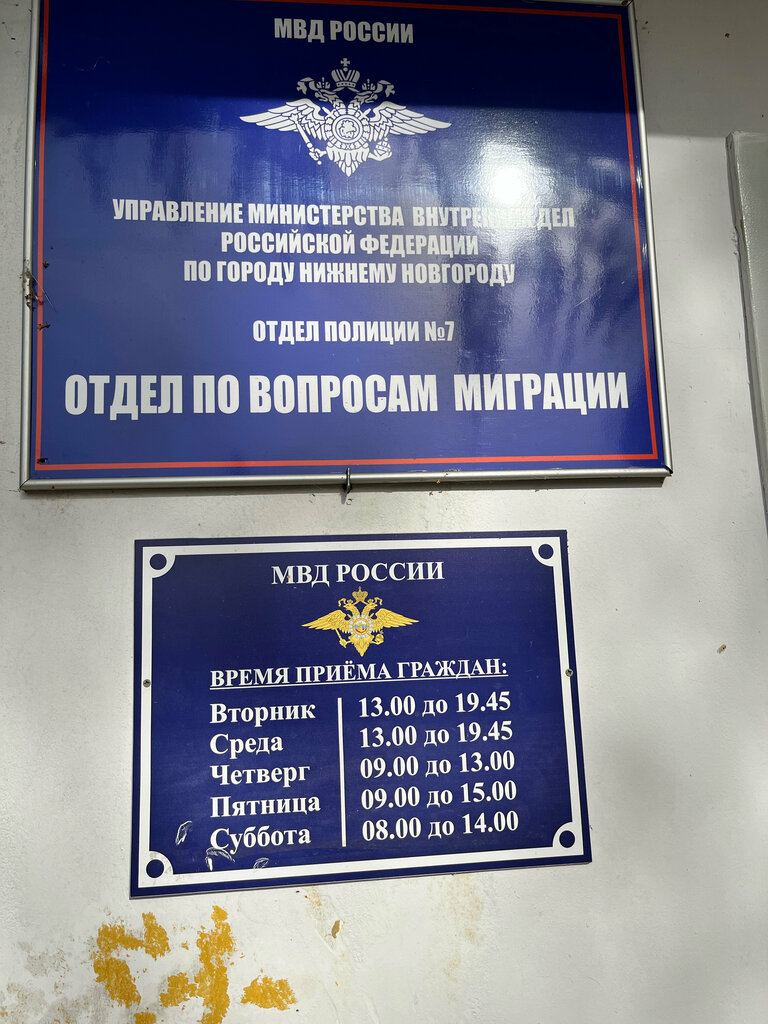 МВД РОССИИ
УПРАВЛЕНИЕ МИНИСТЕРСТВА ВНУТРЕННИХ ДЕЛ
РОССИЙСКОЙ ФЕДЕРАЦИИ
ПО ГОРОДУ НИЖНЕМУ НОВГОРОДУ
ОТДЕЛ ПОЛИЦИИ №7
ОТДЕЛ ПО ВОПРОСАМ МИГРАЦИИ
МВД РОССИИ
ВРЕМЯ ПРИЁМА ГРАЖДАН:
Вторник 13.00 до 19.45
Среда 13.00 до 19.45
Четверг 09.00 до 13.00
Пятница 09.00 до 15.00
Суббота 08.00 до 14.00